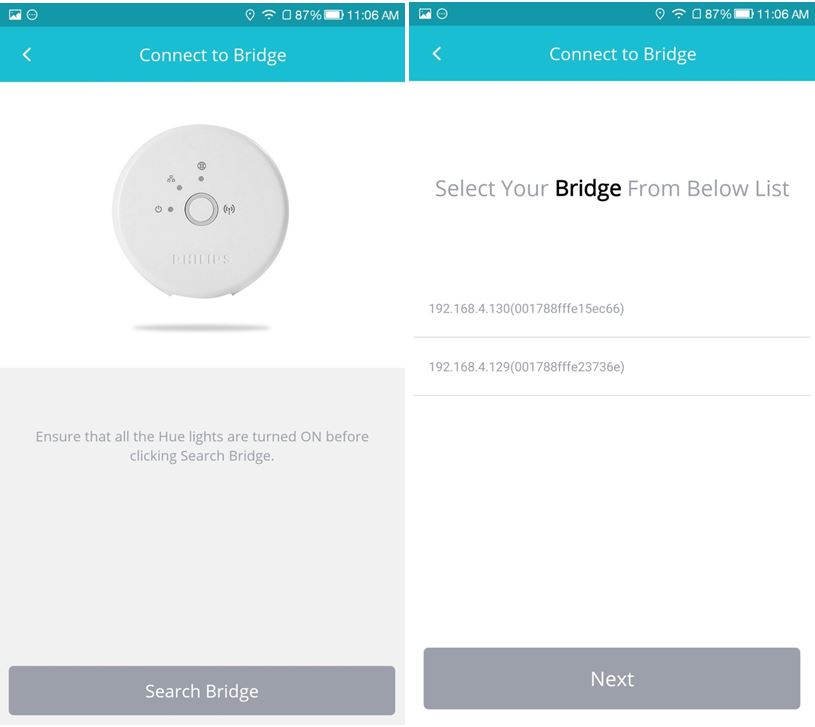 87% 11:06 AM
Connect to Bridge
PHILIPS
Ensure that all the Hue lights are turned ON before
clicking Search Bridge.
Search Bridge
87% 11:06 AM
Connect to Bridge
Select Your Bridge From Below List
192.168.4.130(001788fffe15ec66)
192.168.4.129(001788fffe23736e)
Next